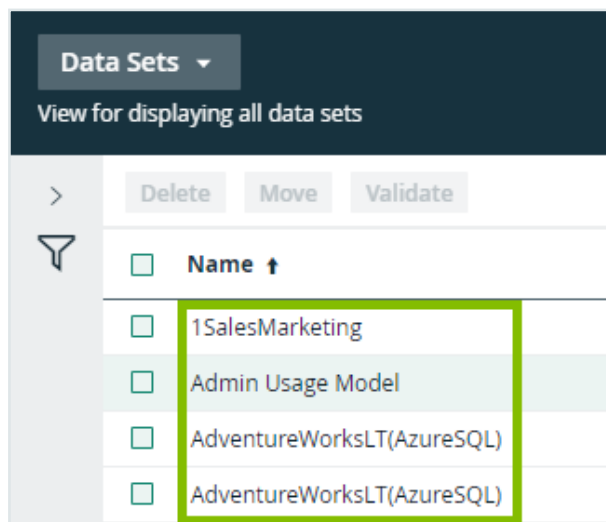 Data Sets
View for displaying all data sets
Delete Move Validate
Name
1SalesMarketing
Admin Usage Model
AdventureWorksLT(AzureSQL)
AdventureWorksLT(AzureSQL)